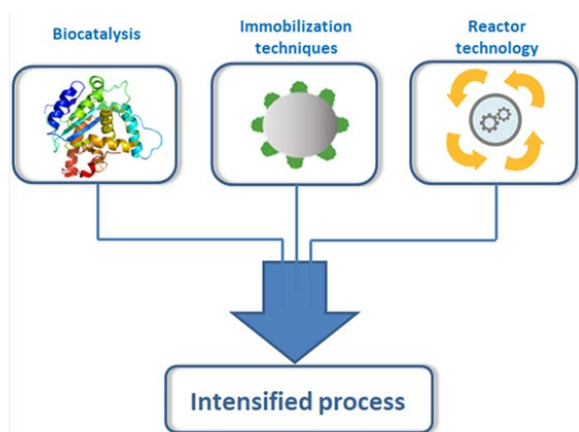 Biocatalysis
Immobilization
techniques
Reactor
technology
Intensified process